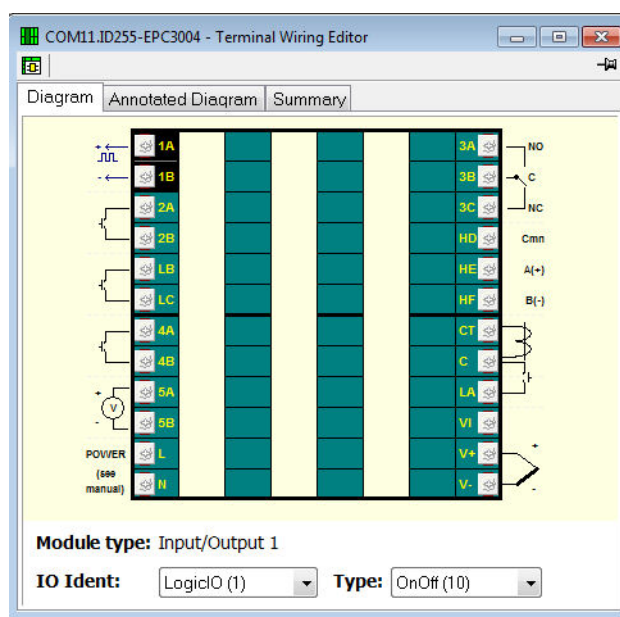 COM11.ID255-EPC3004 - Terminal Wiring Editor
Diagram Annotated Diagram Summary
+ 1A 3A NO
- 1B 3B C
2A 3C NC
2B HD Cmn
LB HE A(+)
LC HF B(-)
4A CT
4B C
+ 5A LA
V
- 5B VI
POWER L V+ +
(see
manual) N V- -
Module type: Input/Output 1
IO Ident: LogicIO (1) Type: OnOff (10)